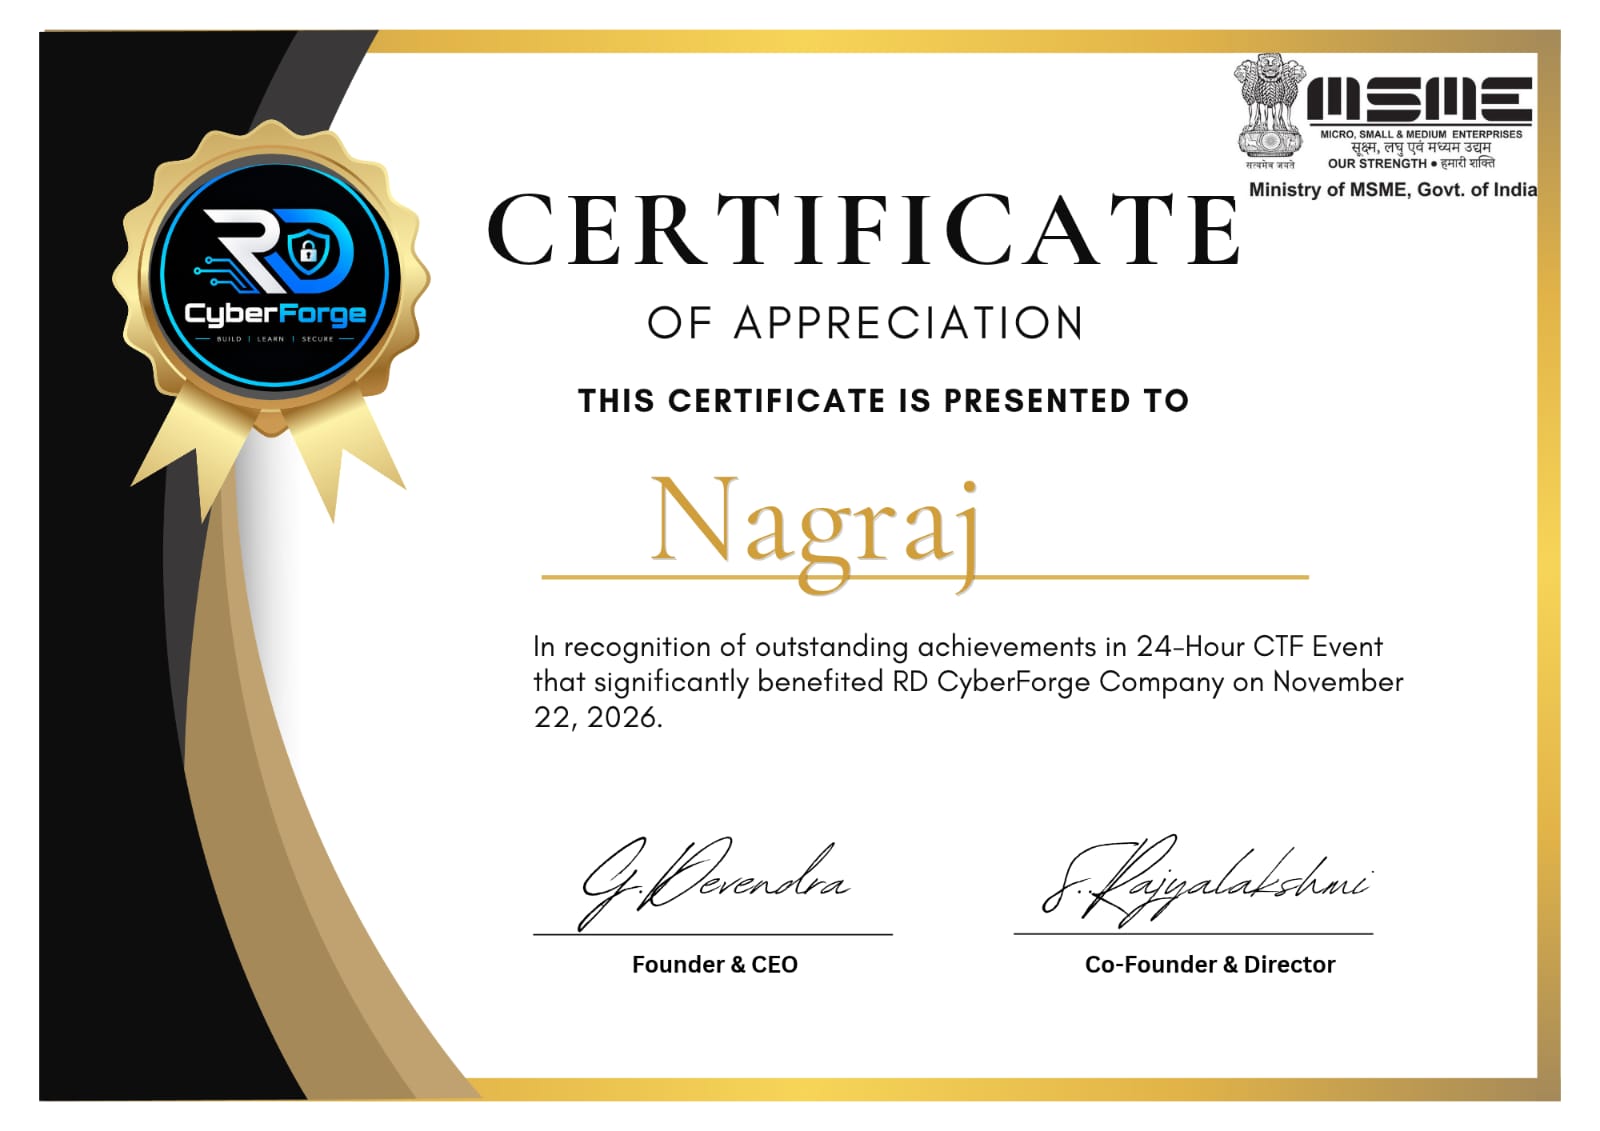 MSME
MICRO, SMALL & MEDIUM ENTERPRISES
सूक्ष्म, लघु एवं मध्यम उद्यम
सत्यमेव जयते
OUR STRENGTH ● हमारी शक्ति
Ministry of MSME, Govt. of India
RD
CyberForge
BUILD | LEARN | SECURE
CERTIFICATE
OF APPRECIATION
THIS CERTIFICATE IS PRESENTED TO
Nagraj
In recognition of outstanding achievements in 24-Hour CTF Event
that significantly benefited RD CyberForge Company on November
22, 2026.
G. Devendra
Founder & CEO
S..Rajyalakshmi
Co-Founder & Director